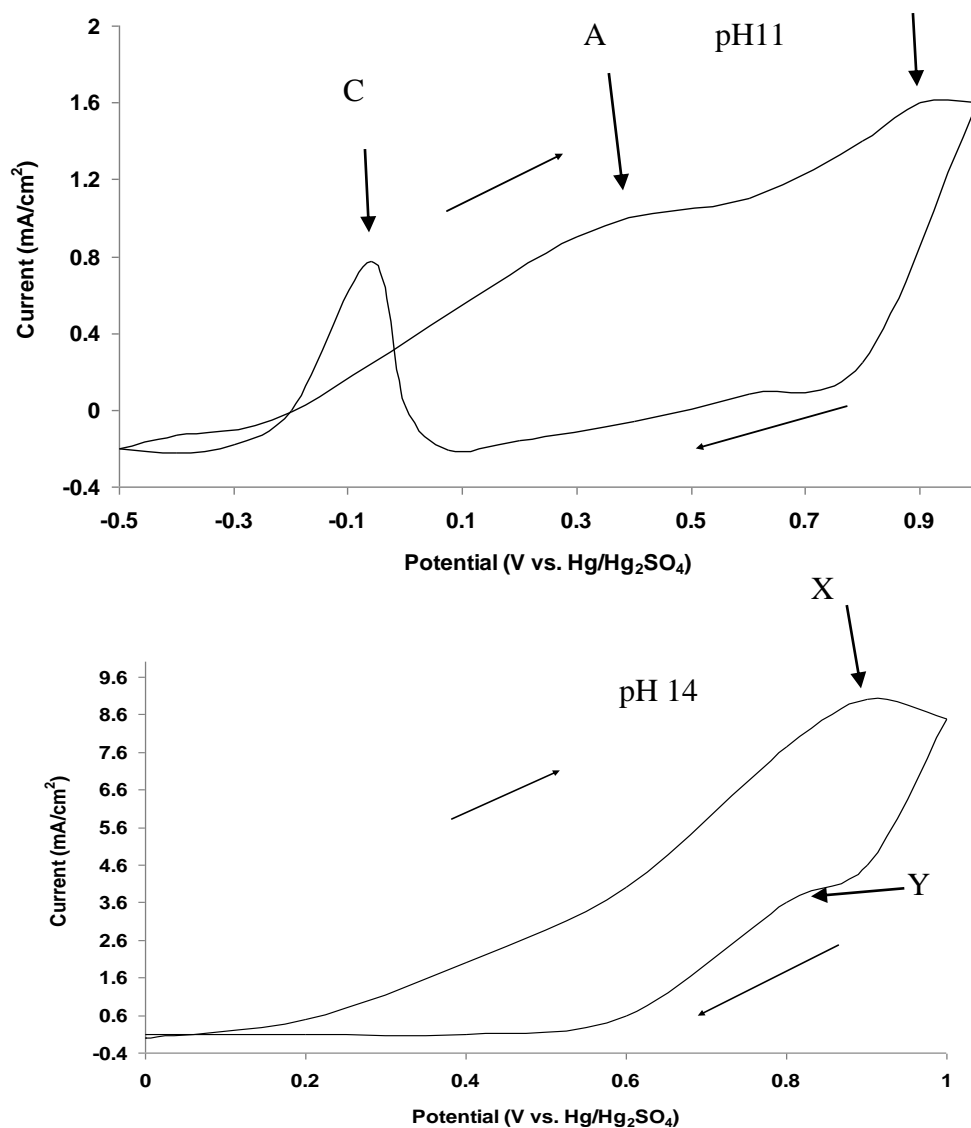 2
A
pH11
C
1.6
1.2
0.8
0.4
0
-0.4
Current (mA/cm²)
-0.5 -0.3 -0.1 0.1 0.3 0.5 0.7 0.9
Potential (V vs. Hg/Hg₂SO₄)
X
pH 14
9.6
8.6
7.6
6.6
5.6
4.6
3.6
2.6
1.6
0.6
-0.4
Y
Current (mA/cm²)
0 0.2 0.4 0.6 0.8 1
Potential (V vs. Hg/Hg₂SO₄)